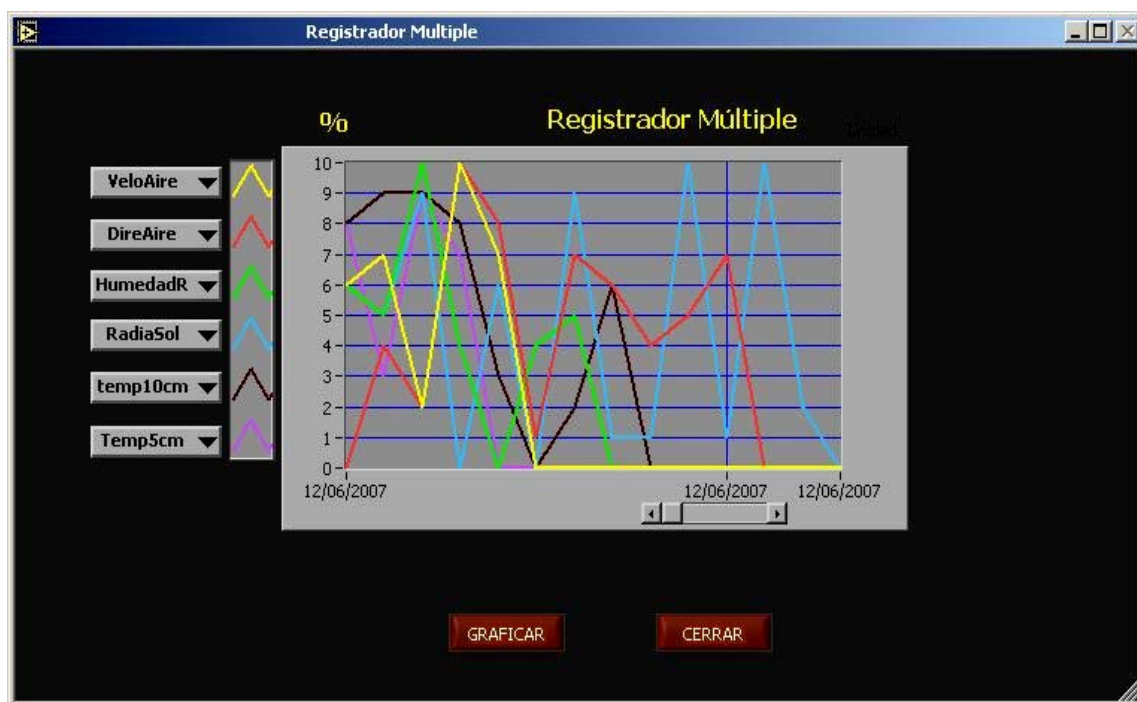 Registrador Multiple
% Registrador Múltiple
VeloAire
DireAire
HumedadR
RadiaSol
temp10cm
Temp5cm
10
9
8
7
6
5
4
3
2
1
0
12/06/2007 12/06/2007 12/06/2007
GRAFICAR CERRAR